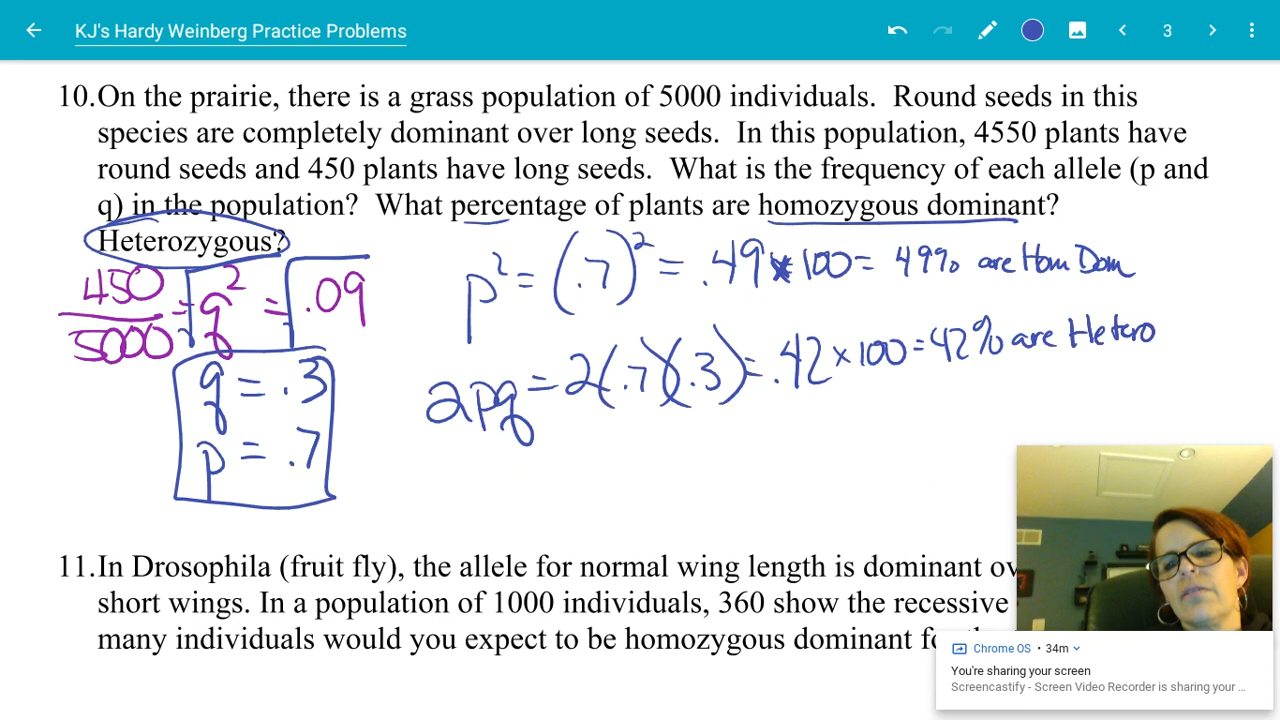 KJ's Hardy Weinberg Practice Problems
3
10.On the prairie, there is a grass population of 5000 individuals. Round seeds in this
species are completely dominant over long seeds. In this population, 4550 plants have
round seeds and 450 plants have long seeds. What is the frequency of each allele (p and
q) in the population? What percentage of plants are homozygous dominant?
Heterozygous?
450/5000 = q² = .09
q = .3
p = .7
p² = (.7)² = .49 * 100 = 49% are Hom Dom
2pq = 2(.7)(.3) = .42 × 100 = 42% are Hetero
11.In Drosophila (fruit fly), the allele for normal wing length is dominant ov
short wings. In a population of 1000 individuals, 360 show the recessive
many individuals would you expect to be homozygous dominant fo
Chrome OS • 34m
You're sharing your screen
Screencastify - Screen Video Recorder is sharing your ...